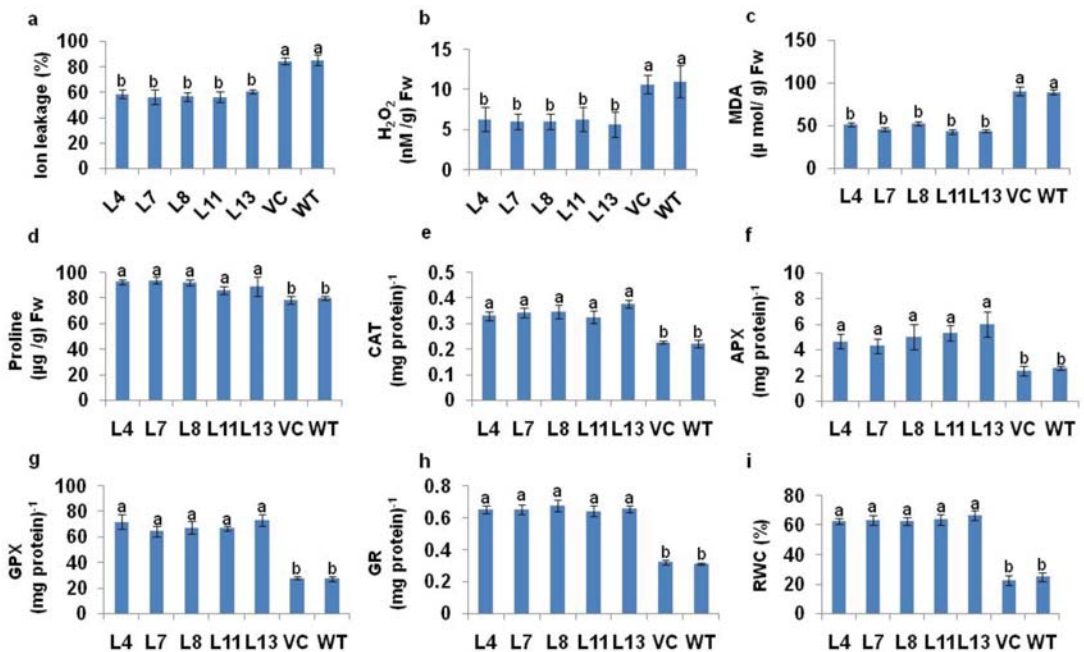 a
Ion leakage (%)
100
80
60
40
20
0
b b b b b a a
L4 L7 L8 L11 L13 VC WT
b
H2O2
(nM /g) Fw
15
10
5
0
b b b b b a a
L4 L7 L8 L11 L13 VC WT
c
MDA
(µ mol/ g) Fw
150
100
50
0
b b b b b a a
L4 L7 L8 L11 L13 VC WT
d
Proline
(µg /g) Fw
100
80
60
40
20
0
a a a a a b b
L4 L7 L8 L11 L13 VC WT
e
CAT
(mg protein)-1
0.5
0.4
0.3
0.2
0.1
0
a a a a a b b
L4 L7 L8 L11 L13 VC WT
f
APX
(mg protein)-1
10
8
6
4
2
0
a a a a a b b
L4 L7 L8 L11 L13 VC WT
g
GPX
(mg protein)-1
100
80
60
40
20
0
a a a a a b b
L4 L7 L8 L11 L13 VC WT
h
GR
(mg protein)-1
0.8
0.6
0.4
0.2
0
a a a a a b b
L4 L7 L8 L11 L13 VC WT
i
RWC (%)
80
60
40
20
0
a a a a a b b
L4 L7 L8 L11 L13 VC WT